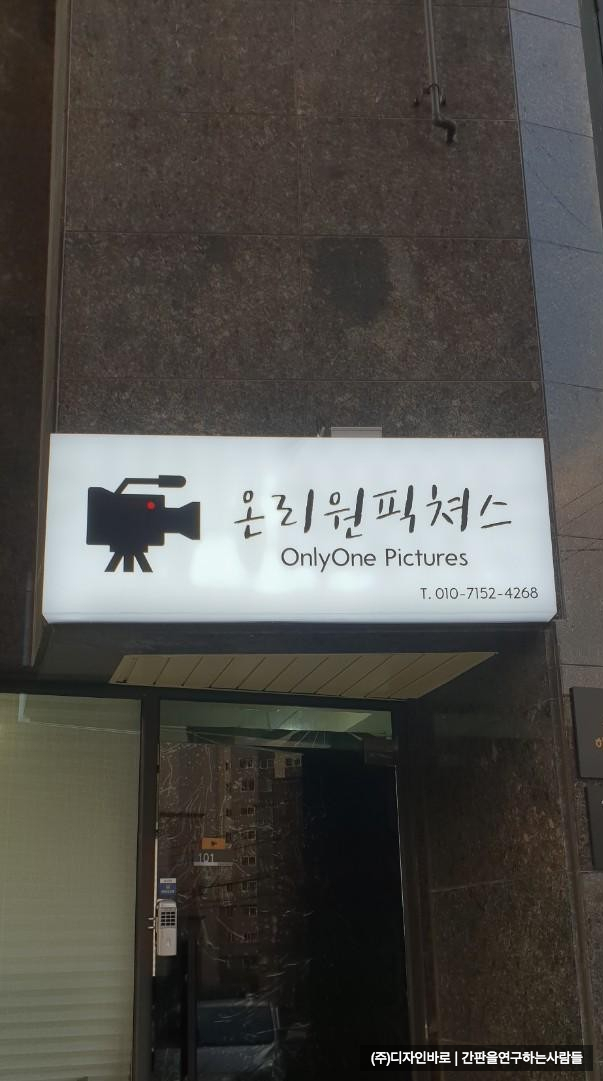 온리원픽쳐스
OnlyOne Pictures
T. 010-7152-4268
101
(주)디자인바로 | 간판을연구하는사람들